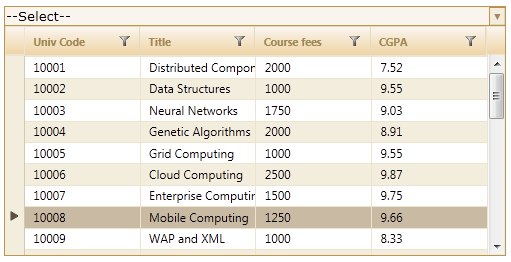 --Select--
Univ Code Title Course fees CGPA
10001 Distributed Compor 2000 7.52
10002 Data Structures 1000 9.55
10003 Neural Networks 1750 9.03
10004 Genetic Algorithms 2000 8.91
10005 Grid Computing 1000 9.55
10006 Cloud Computing 2500 9.87
10007 Enterprise Computir 1500 9.75
10008 Mobile Computing 1250 9.66
10009 WAP and XML 1000 8.33